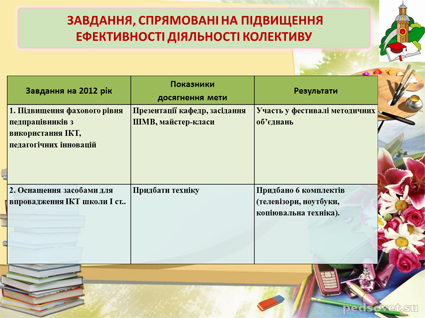 ЗАВДАННЯ, СПРЯМОВАНІ НА ПІДВИЩЕННЯ
ЕФЕКТИВНОСТІ ДІЯЛЬНОСТІ КОЛЕКТИВУ
Завдання на 2012 рік
Показники
досягнення мети
Результати
1. Підвищення фахового рівня
педпрацівників з
використання ІКТ,
педагогічних інновацій
Презентації кафедр, засідання
ШМВ, майстер-класи
Участь у фестивалі методичних
об’єднань
2. Оснащення засобами для
впровадження ІКТ школи І ст..
Придбати техніку
Придбано 6 комплектів
(телевізори, ноутбуки,
копіювальна техніка).
pedsovet.su